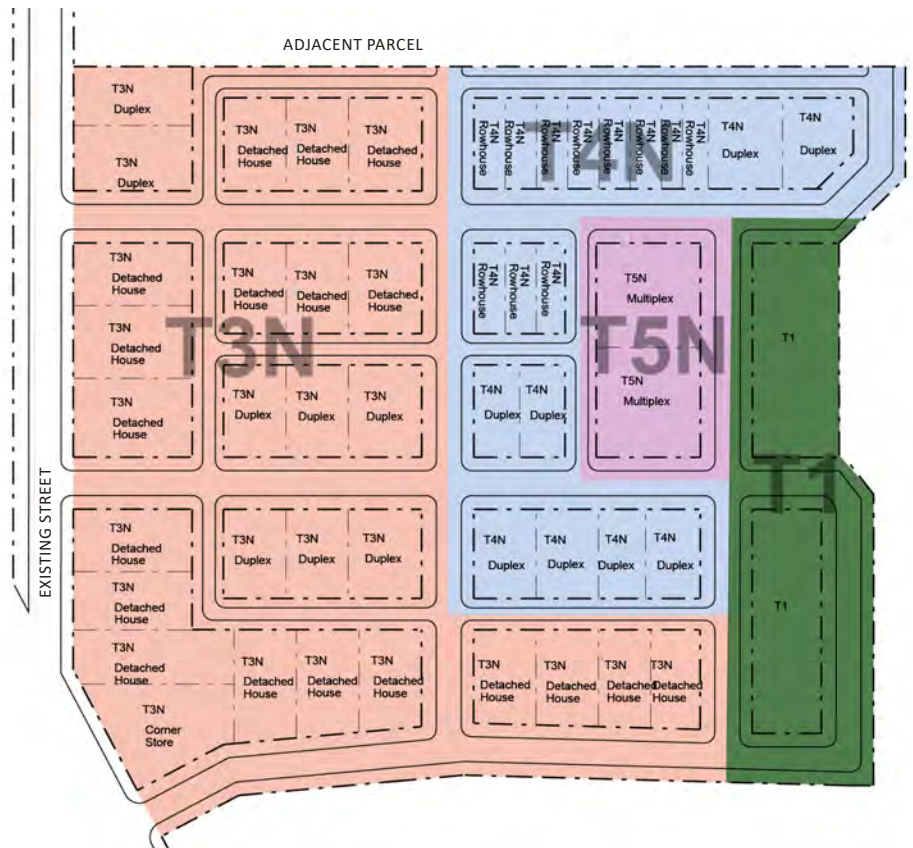 ADJACENT PARCEL
EXISTING STREET
T3N
Duplex
T3N
Duplex
T3N
Detached
House
T3N
Detached
House
T3N
Detached
House
T4N
Rowhouse
T4N
Rowhouse
T4N
Rowhouse
T4N
Rowhouse
T4N
Rowhouse
T4N
Rowhouse
T4N
Rowhouse
T4N
Rowhouse
T4N
Duplex
T4N
Duplex
T4N
T3N
Detached
House
T3N
Detached
House
T3N
Detached
House
T3N
Detached
House
T3N
Detached
House
T3N
Detached
House
T3N
T4N
Rowhouse
T4N
Rowhouse
T4N
Rowhouse
T5N
Multiplex
T5N
Multiplex
T5N
T1
T1
T3N
Duplex
T3N
Duplex
T3N
Duplex
T4N
Duplex
T4N
Duplex
T3N
Detached
House
T3N
Detached
House
T3N
Detached
House
T3N
Corner
Store
T3N
Duplex
T3N
Duplex
T3N
Duplex
T4N
Duplex
T4N
Duplex
T4N
Duplex
T4N
Duplex
T1
T3N
Detached
House
T3N
Detached
House
T3N
Detached
House
T3N
Detached
House
T3N
Detached
House
T3N
Detached
House
T3N
Detached
House